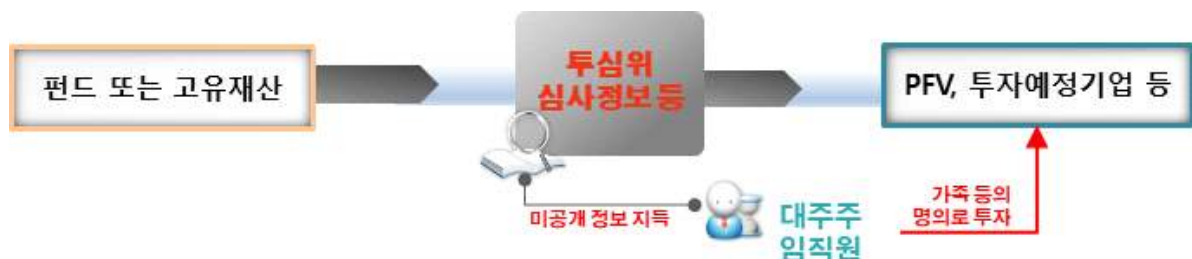 펀드 또는 고유재산
투심위
심사정보 등
PFV, 투자예정기업 등
미공개 정보 지득
대주주
임직원
가족 등의
명의로 투자